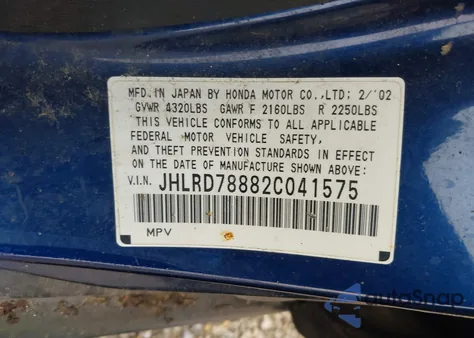 MFD.IN JAPAN BY HONDA MOTOR CO.,LTD; 2/'02
GVWR 4320LBS GAWR F 2160LBS R 2250LBS
THIS VEHICLE CONFORMS TO ALL APPLICABLE
FEDERAL MOTOR VEHICLE SAFETY,
AND THEFT PREVENTION STANDARDS IN EFFECT ON
THE DATE OF MANUFACTURE SHOWN ABOVE:
V.I.N. JHLRD78882C041575
MPV
autoSnap